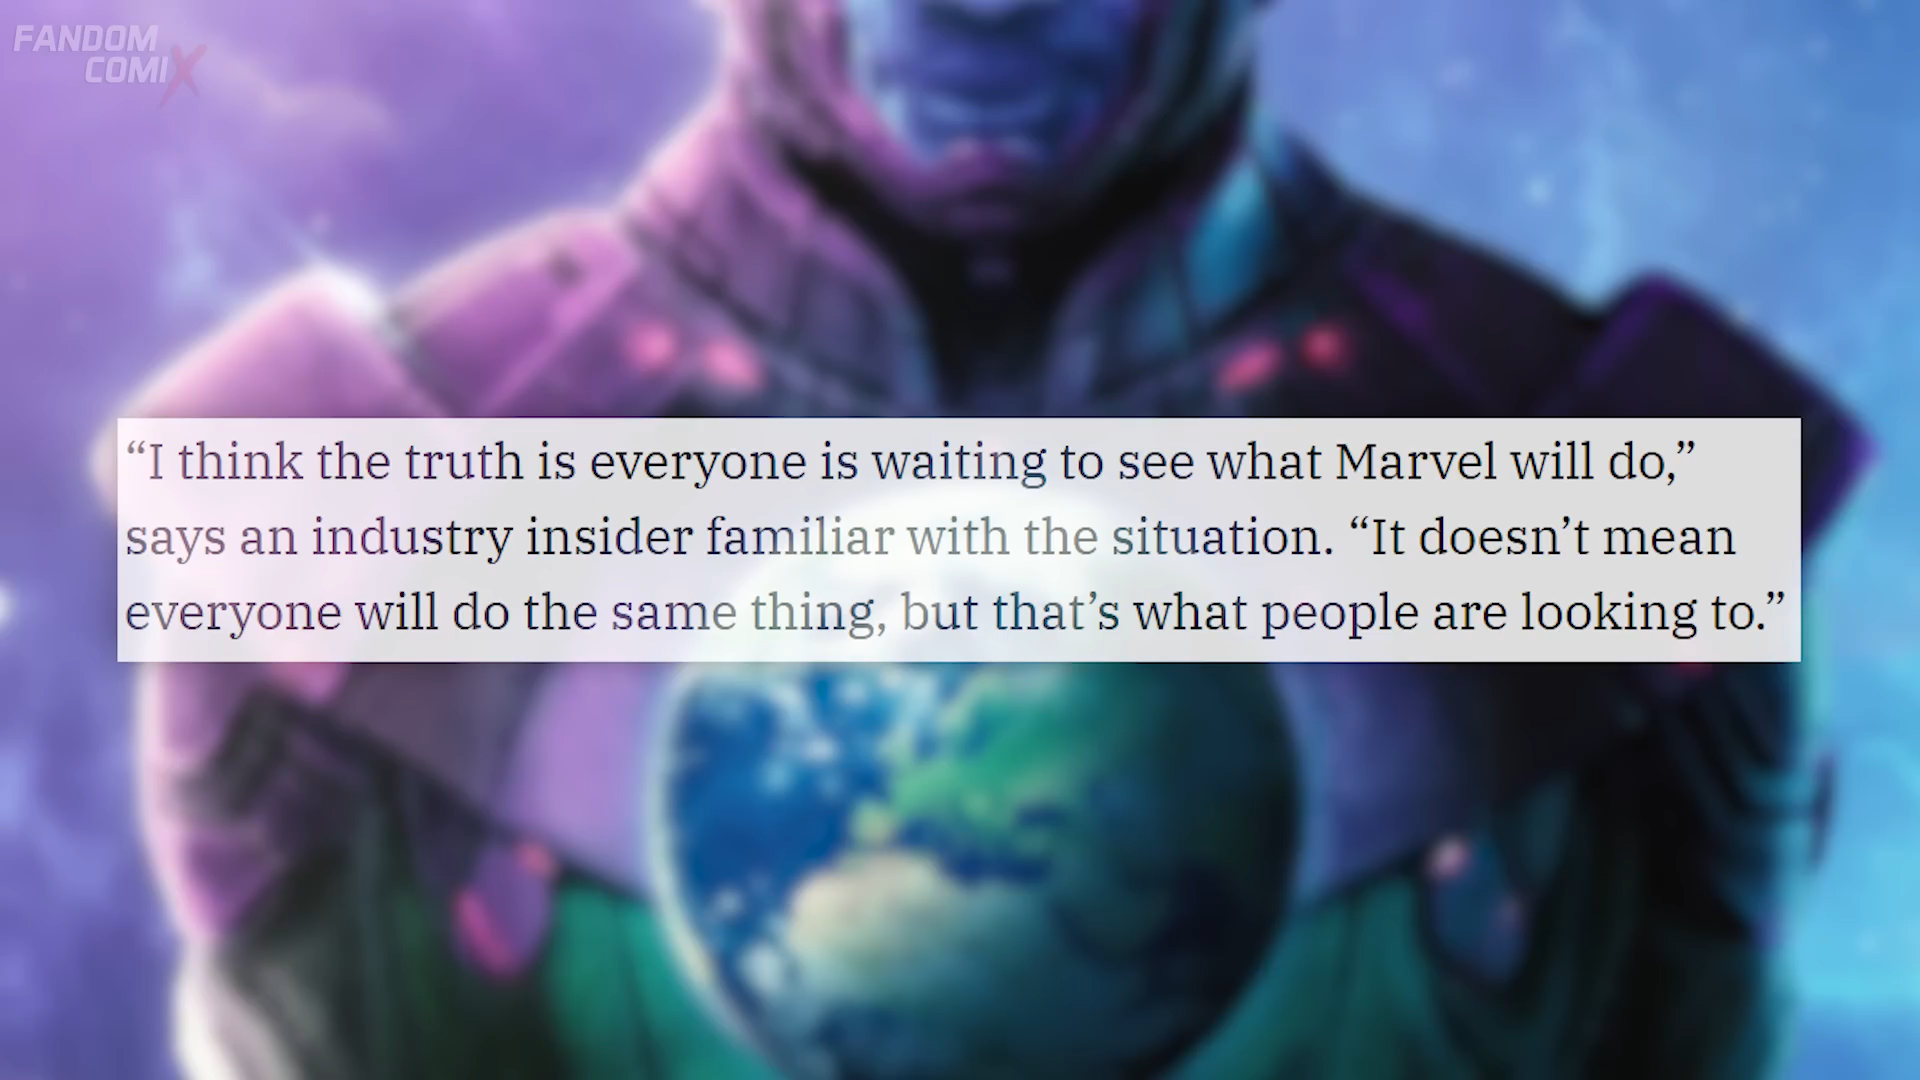 FANDOM
COMIX
“I think the truth is everyone is waiting to see what Marvel will do,”
says an industry insider familiar with the situation. “It doesn’t mean
everyone will do the same thing, but that’s what people are looking to.”